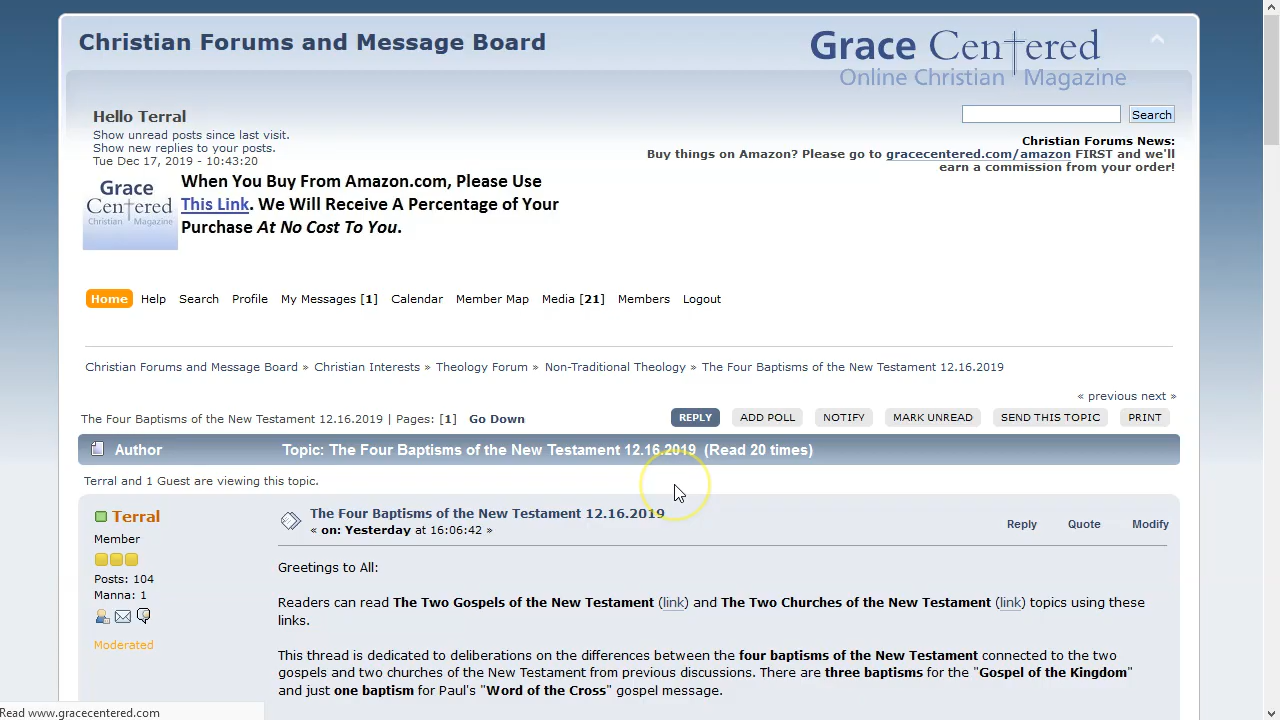 Christian Forums and Message Board
Grace Centered
Online Christian Magazine
Hello Terral
Show unread posts since last visit.
Show new replies to your posts.
Tue Dec 17, 2019 - 10:43:20
Search
Christian Forums News:
Buy things on Amazon? Please go to gracecentered.com/amazon FIRST and we'll
earn a commission from your order!
Grace
Centered
Christian Magazine
When You Buy From Amazon.com, Please Use
This Link. We Will Receive A Percentage of Your
Purchase At No Cost To You.
Home Help Search Profile My Messages [1] Calendar Member Map Media [21] Members Logout
Christian Forums and Message Board » Christian Interests » Theology Forum » Non-Traditional Theology » The Four Baptisms of the New Testament 12.16.2019
« previous next »
The Four Baptisms of the New Testament 12.16.2019 | Pages: [1] Go Down
REPLY ADD POLL NOTIFY MARK UNREAD SEND THIS TOPIC PRINT
Author Topic: The Four Baptisms of the New Testament 12.16.2019 (Read 20 times)
Terral and 1 Guest are viewing this topic.
Terral
Member
Posts: 104
Manna: 1
Moderated
The Four Baptisms of the New Testament 12.16.2019
« on: Yesterday at 16:06:42 »
Reply Quote Modify
Greetings to All:
Readers can read The Two Gospels of the New Testament (link) and The Two Churches of the New Testament (link) topics using these
links.
This thread is dedicated to deliberations on the differences between the four baptisms of the New Testament connected to the two
gospels and two churches of the New Testament from previous discussions. There are three baptisms for the "Gospel of the Kingdom"
and just one baptism for Paul's "Word of the Cross" gospel message.
Read www.gracecentered.com